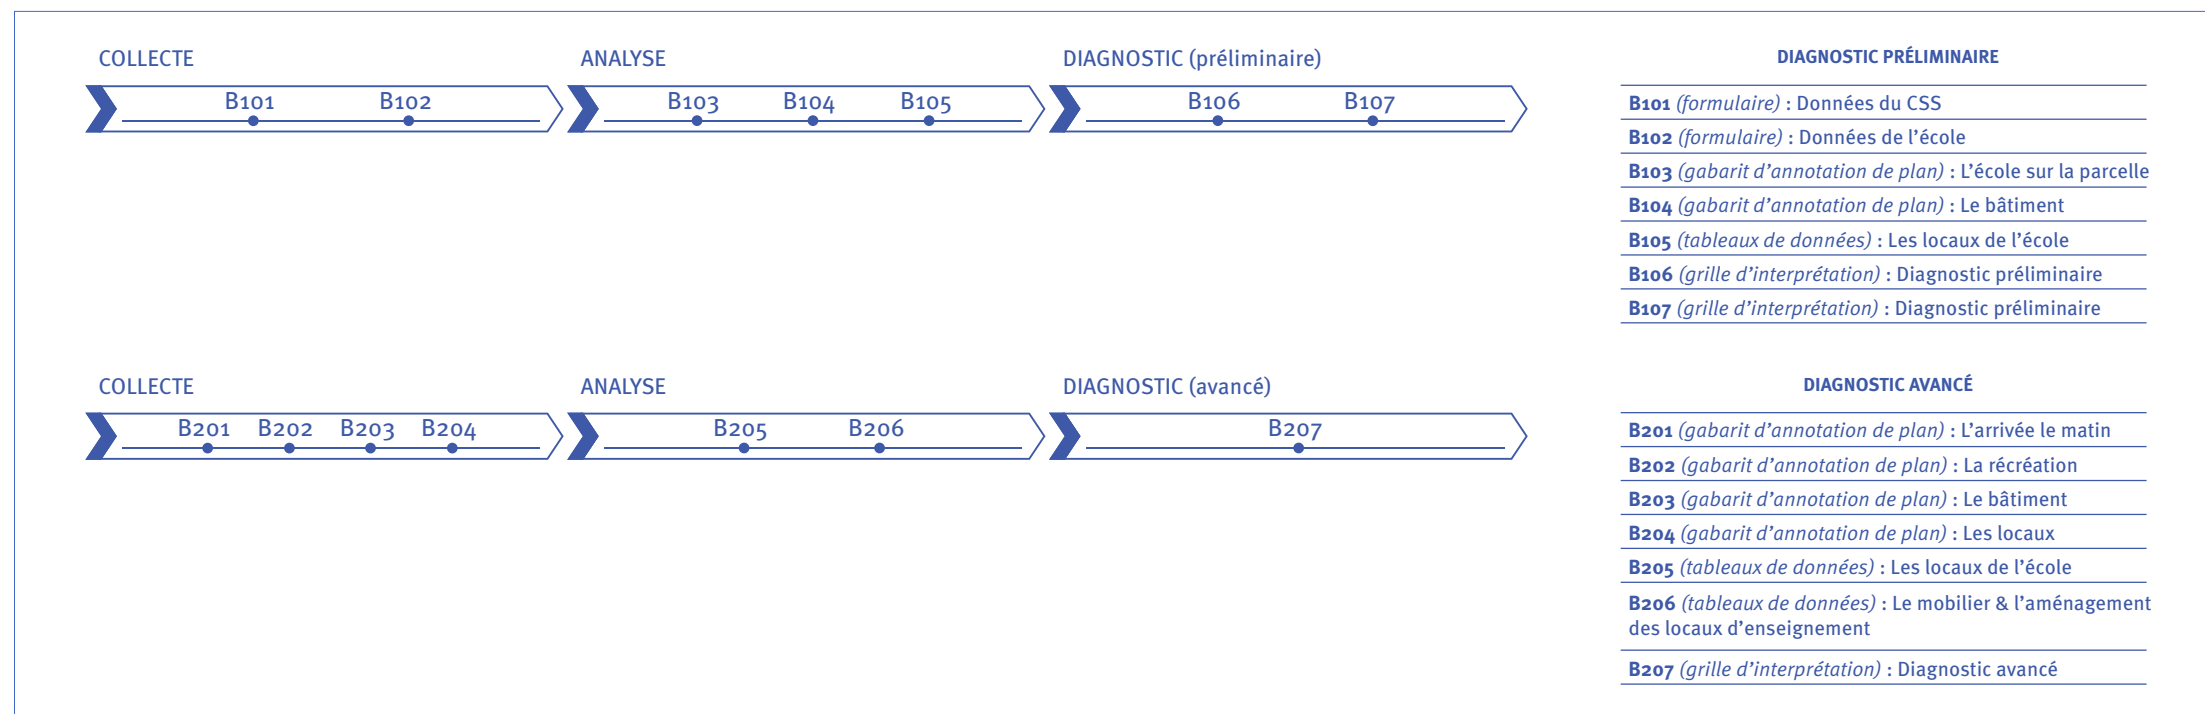 COLLECTE
ANALYSE
DIAGNOSTIC (préliminaire)
B101 B102
B103 B104 B105
B106 B107
DIAGNOSTIC PRÉLIMINAIRE
B101 (formulaire) : Données du CSS
B102 (formulaire) : Données de l’école
B103 (gabarit d’annotation de plan) : L’école sur la parcelle
B104 (gabarit d’annotation de plan) : Le bâtiment
B105 (tableaux de données) : Les locaux de l’école
B106 (grille d’interprétation) : Diagnostic préliminaire
B107 (grille d’interprétation) : Diagnostic préliminaire
COLLECTE
ANALYSE
DIAGNOSTIC (avancé)
B201 B202 B203 B204
B205 B206
B207
DIAGNOSTIC AVANCÉ
B201 (gabarit d’annotation de plan) : L’arrivée le matin
B202 (gabarit d’annotation de plan) : La récréation
B203 (gabarit d’annotation de plan) : Le bâtiment
B204 (gabarit d’annotation de plan) : Les locaux
B205 (tableaux de données) : Les locaux de l’école
B206 (tableaux de données) : Le mobilier & l’aménagement
des locaux d’enseignement
B207 (grille d’interprétation) : Diagnostic avancé